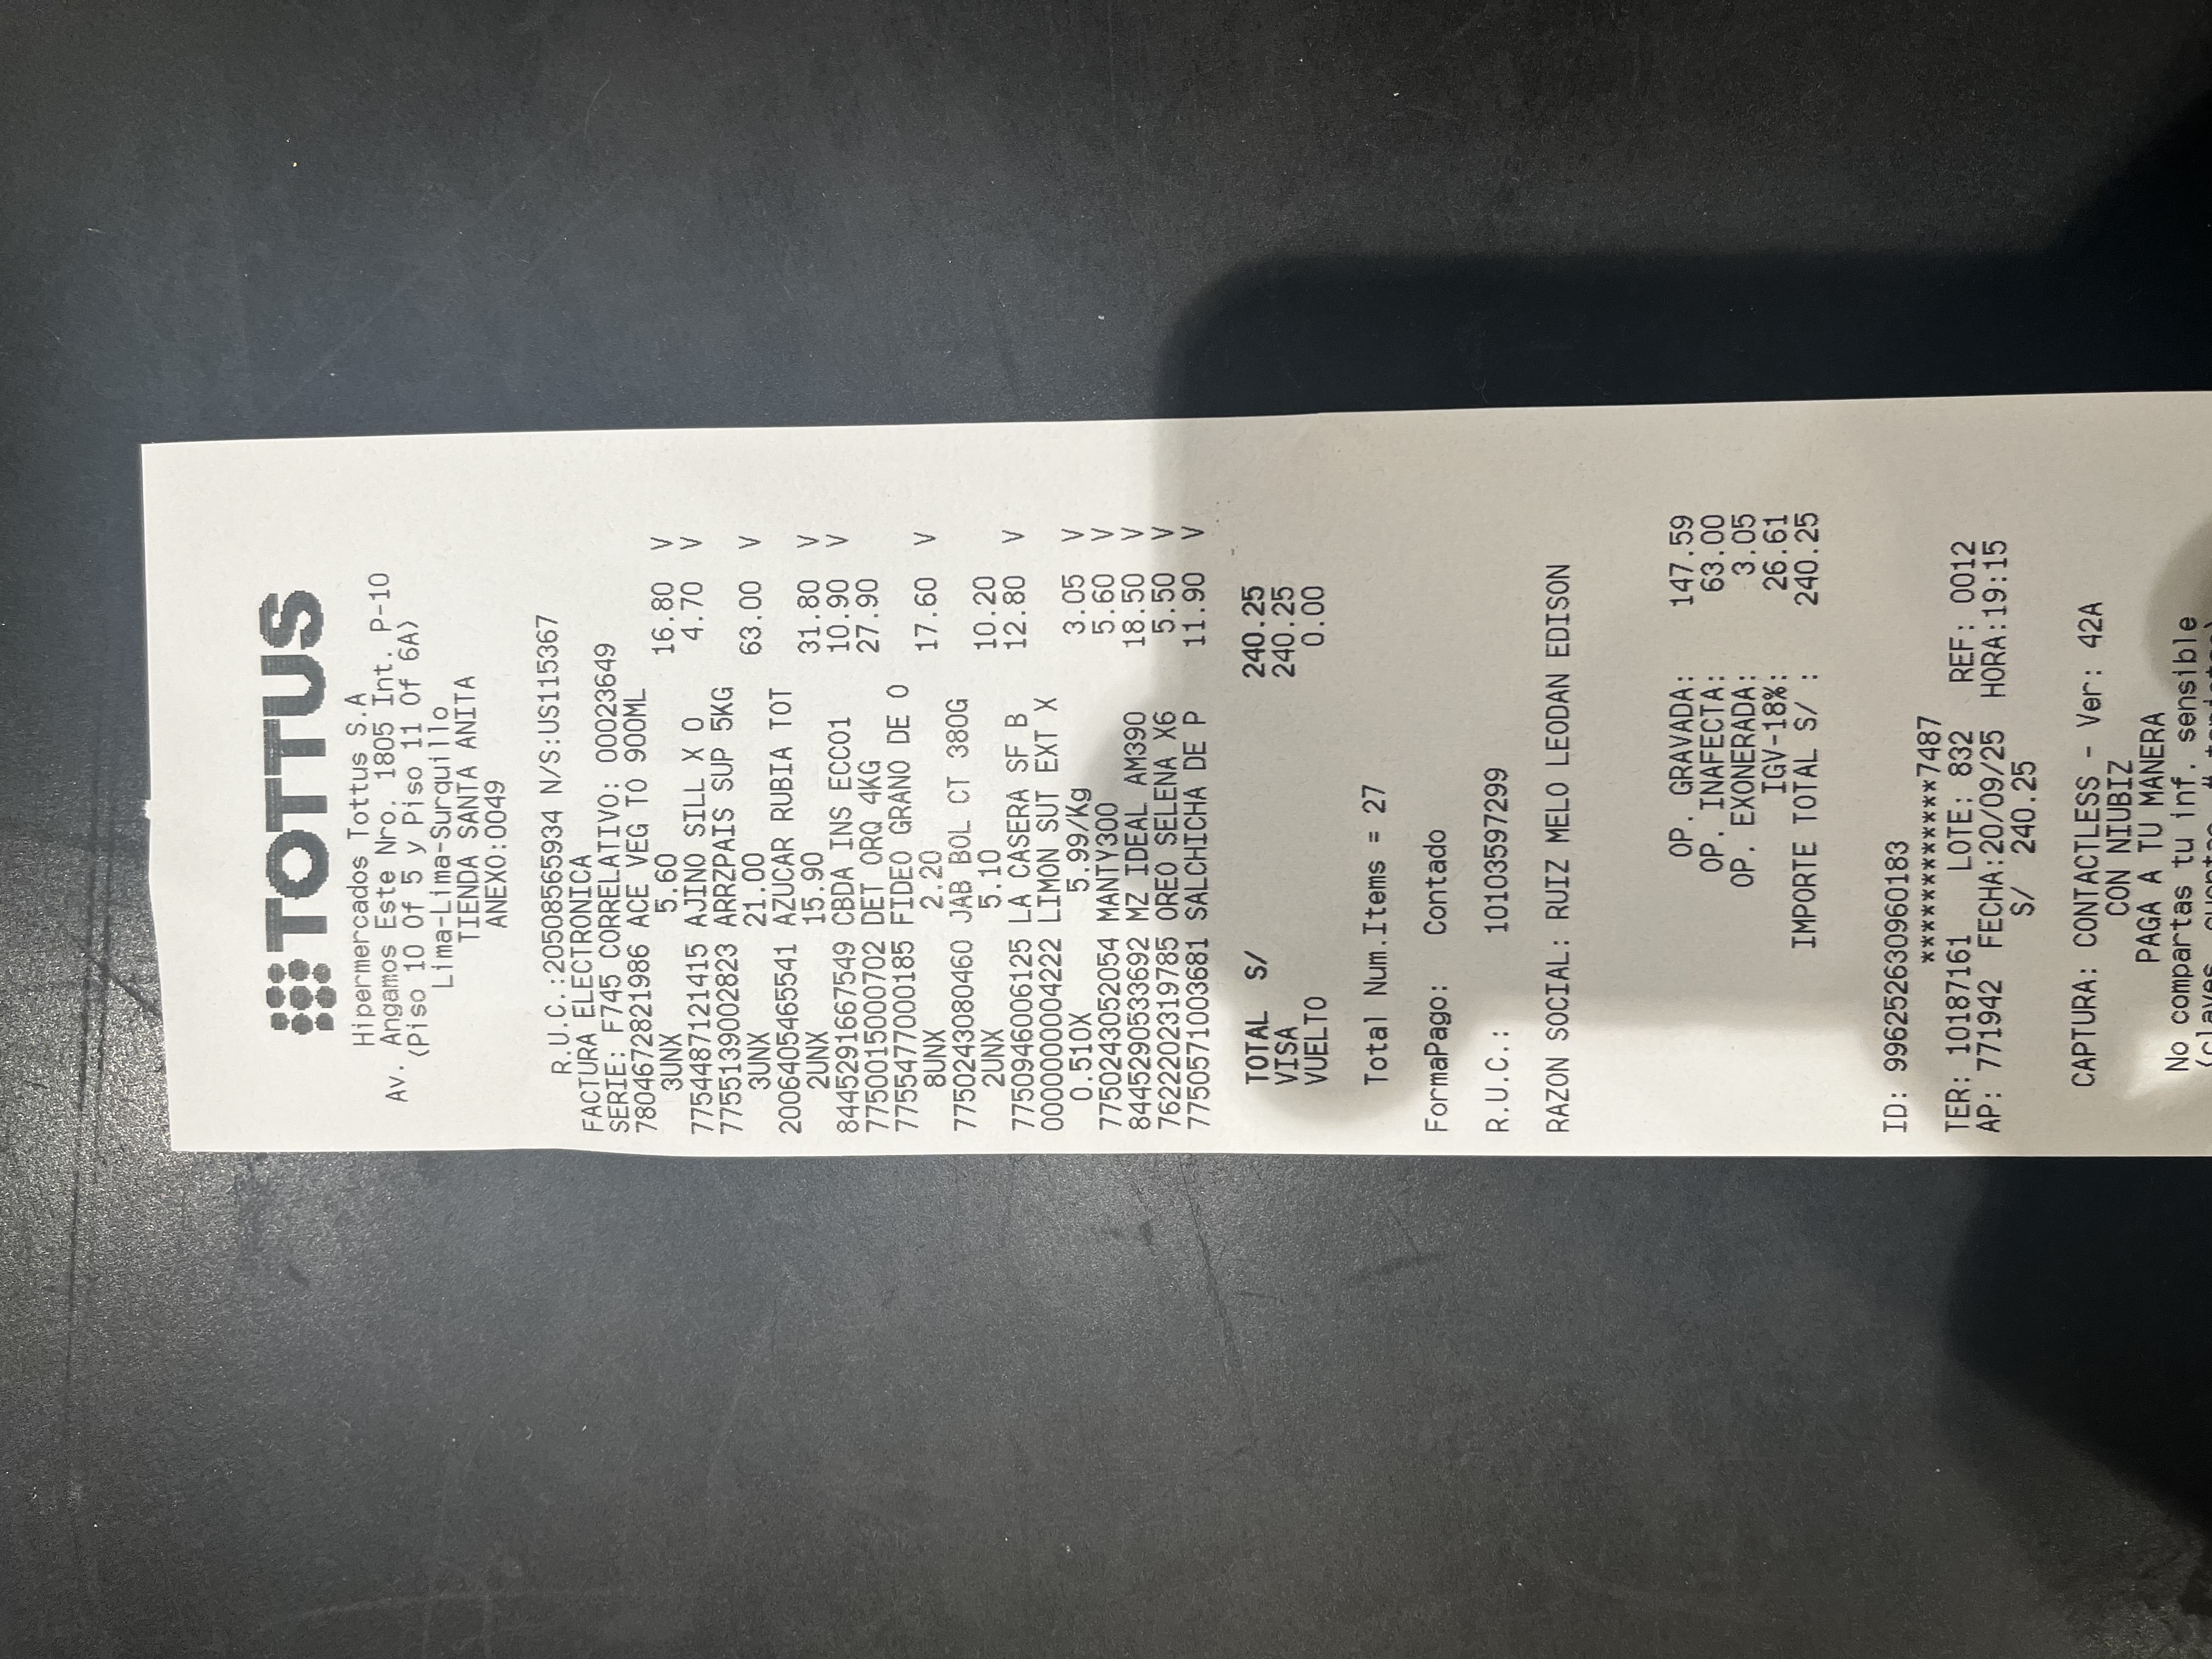 TOTTUS
Hipermercados Tottus S.A
Av. Angamos Este Nro. 1805 Int. P-10
(Piso 10 Of 5 y Piso 11 Of 6A)
Lima-Lima-Surquillo
TIENDA SANTA ANITA
ANEXO:0049
R.U.C.:20508565934 N/S:US115367
FACTURA ELECTRONICA
SERIE: F745 CORRELATIVO: 00023649
7804672821986 ACE VEG TO 900ML
3UNX 5.60 16.80 V
7754487121415 AJINO SILL X O 4.70 V
7755139002823 ARRZPAIS SUP 5KG
3UNX 21.00 63.00 V
2006405465541 AZUCAR RUBIA TOT
2UNX 15.90 31.80 V
8445291667549 CBDA INS ECCO1 10.90 V
7750015000702 DET ORQ 4KG 27.90
7755477000185 FIDEO GRANO DE O
8UNX 2.20 17.60 V
7750243080460 JAB BOL CT 380G
2UNX 5.10 10.20
7750946006125 LA CASERA SF B 12.80 V
0000000004222 LIMON SUT EXT X
0.510X 5.99/Kg 3.05 V
7750243052054 MANTY300 5.60 V
8445290533692 MZ IDEAL AM390 18.50 V
7622202319785 OREO SELENA X6 5.50 V
7750571003681 SALCHICHA DE P 11.90 V
TOTAL S/ 240.25
VISA 240.25
VUELTO 0.00
Total Num.Items = 27
FormaPago: Contado
R.U.C.: 10103597299
RAZON SOCIAL: RUIZ MELO LEODAN EDISON
OP. GRAVADA: 147.59
OP. INAFECTA: 63.00
OP. EXONERADA: 3.05
IGV-18%: 26.61
IMPORTE TOTAL S/ : 240.25
ID: 996252630960183
************7487
TER: 10187161 LOTE: 832 REF: 0012
AP: 771942 FECHA:20/09/25 HORA:19:15
S/ 240.25
CAPTURA: CONTACTLESS - Ver: 42A
CON NIUBIZ
PAGA A TU MANERA
No compartas tu inf. sensible
(claves, cuentas, # tarjetas)